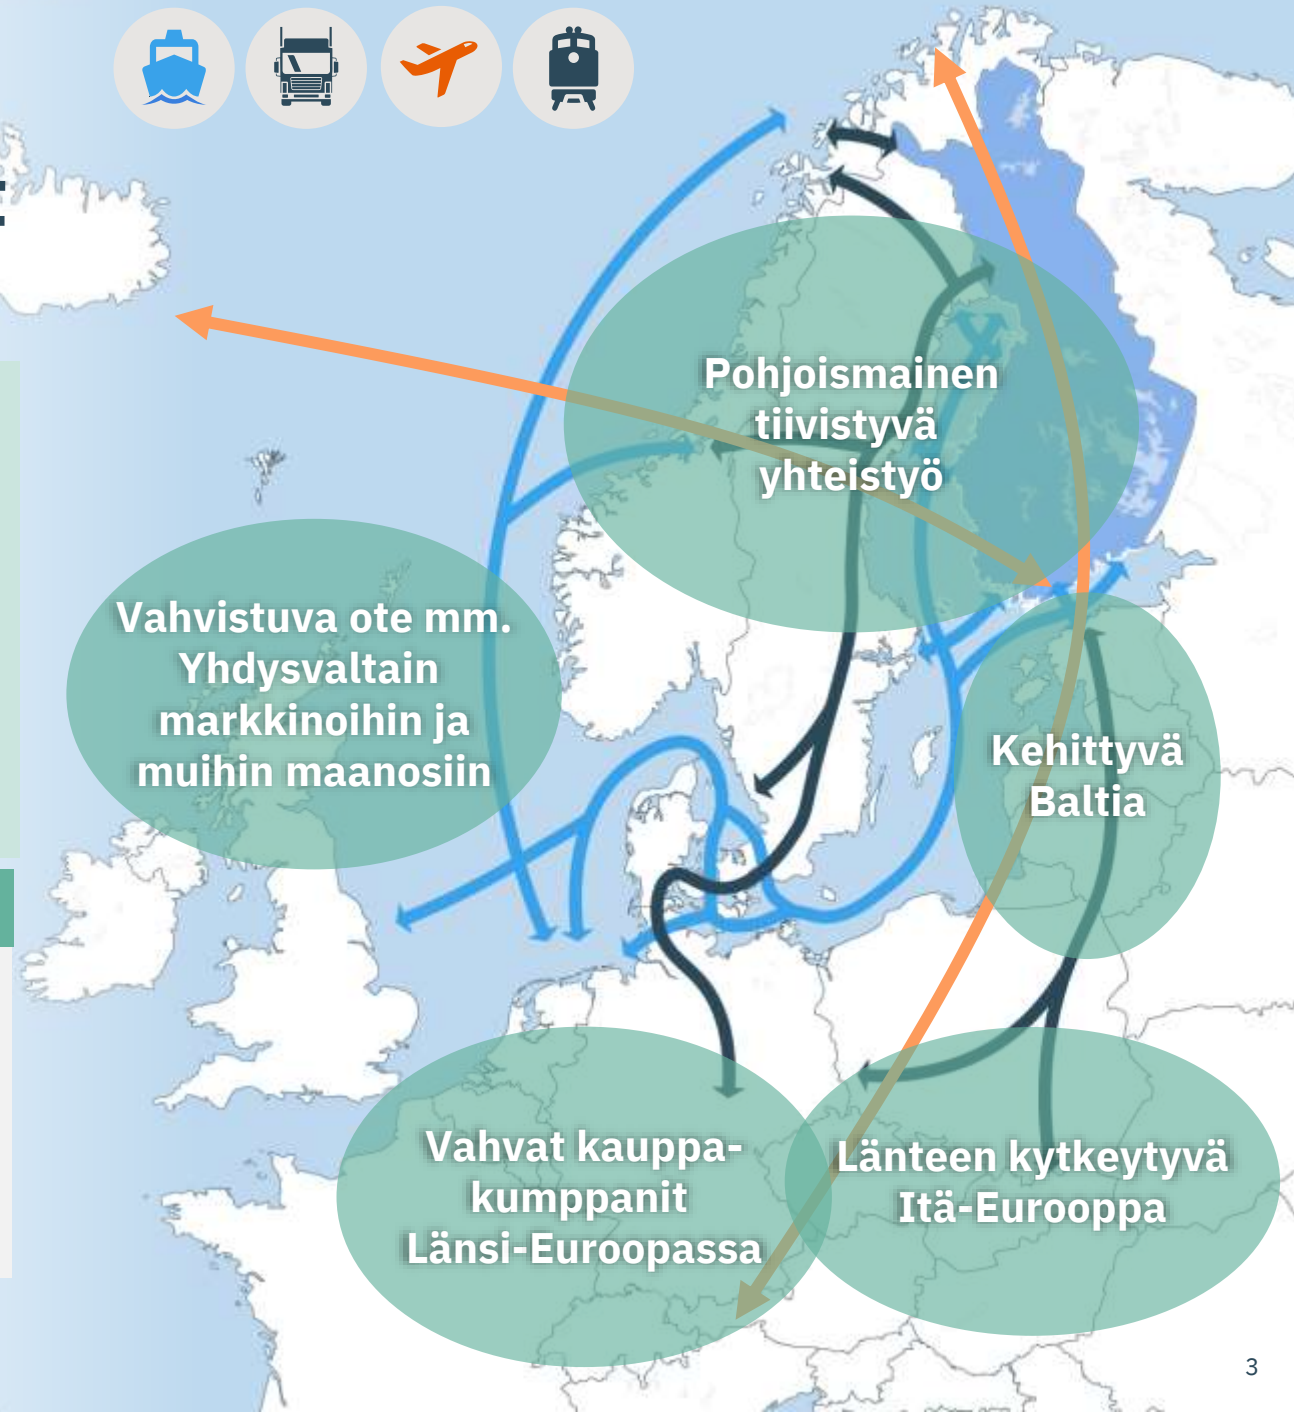 Pohjoismainen
tiivistyvä
yhteistyö
Vahvistuva ote mm.
Yhdysvaltain
markkinoihin ja
muihin maanosiin
Kehittyvä
Baltia
Vahvat kauppa-
kumppanit
Länsi-Euroopassa
Länteen kytkeytyvä
Itä-Eurooppa
3